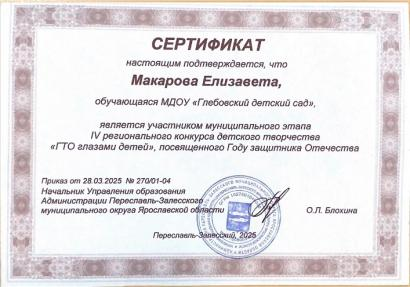 СЕРТИФИКАТ
настоящим подтверждается, что
Макарова Елизавета,
обучающаяся МДОУ «Глебовский детский сад»,
является участником муниципального этапа
IV регионального конкурса детского творчества
«ГТО глазами детей», посвященного Году защитника Отечества
Приказ от 28.03.2025 № 270/01-04
Начальник Управления образования
Администрации Переславль-Залесского
муниципального округа Ярославской области
О.Л. Блохина
Переславль-Залесский, 2025